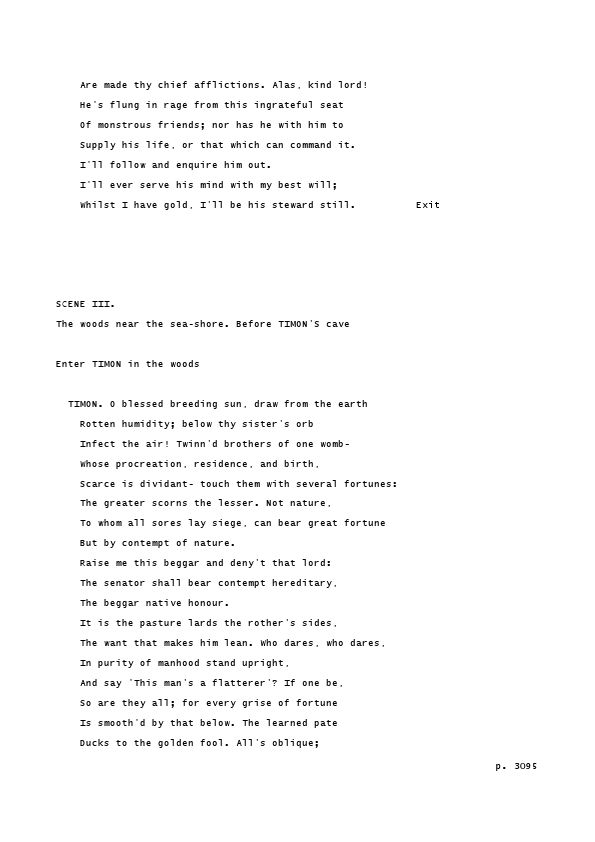 Are made thy chief afflictions. Alas, kind lord!
He's flung in rage from this ingrateful seat
Of monstrous friends; nor has he with him to
Supply his life, or that which can command it.
I'll follow and enquire him out.
I'll ever serve his mind with my best will;
Whilst I have gold, I'll be his steward still. Exit
SCENE III.
The woods near the sea-shore. Before TIMON'S cave
Enter TIMON in the woods
TIMON. O blessed breeding sun, draw from the earth
Rotten humidity; below thy sister's orb
Infect the air! Twinn'd brothers of one womb-
Whose procreation, residence, and birth,
Scarce is dividant- touch them with several fortunes:
The greater scorns the lesser. Not nature,
To whom all sores lay siege, can bear great fortune
But by contempt of nature.
Raise me this beggar and deny't that lord:
The senator shall bear contempt hereditary,
The beggar native honour.
It is the pasture lards the rother's sides,
The want that makes him lean. Who dares, who dares,
In purity of manhood stand upright,
And say 'This man's a flatterer'? If one be,
So are they all; for every grise of fortune
Is smooth'd by that below. The learned pate
Ducks to the golden fool. All's oblique;
p. 3095